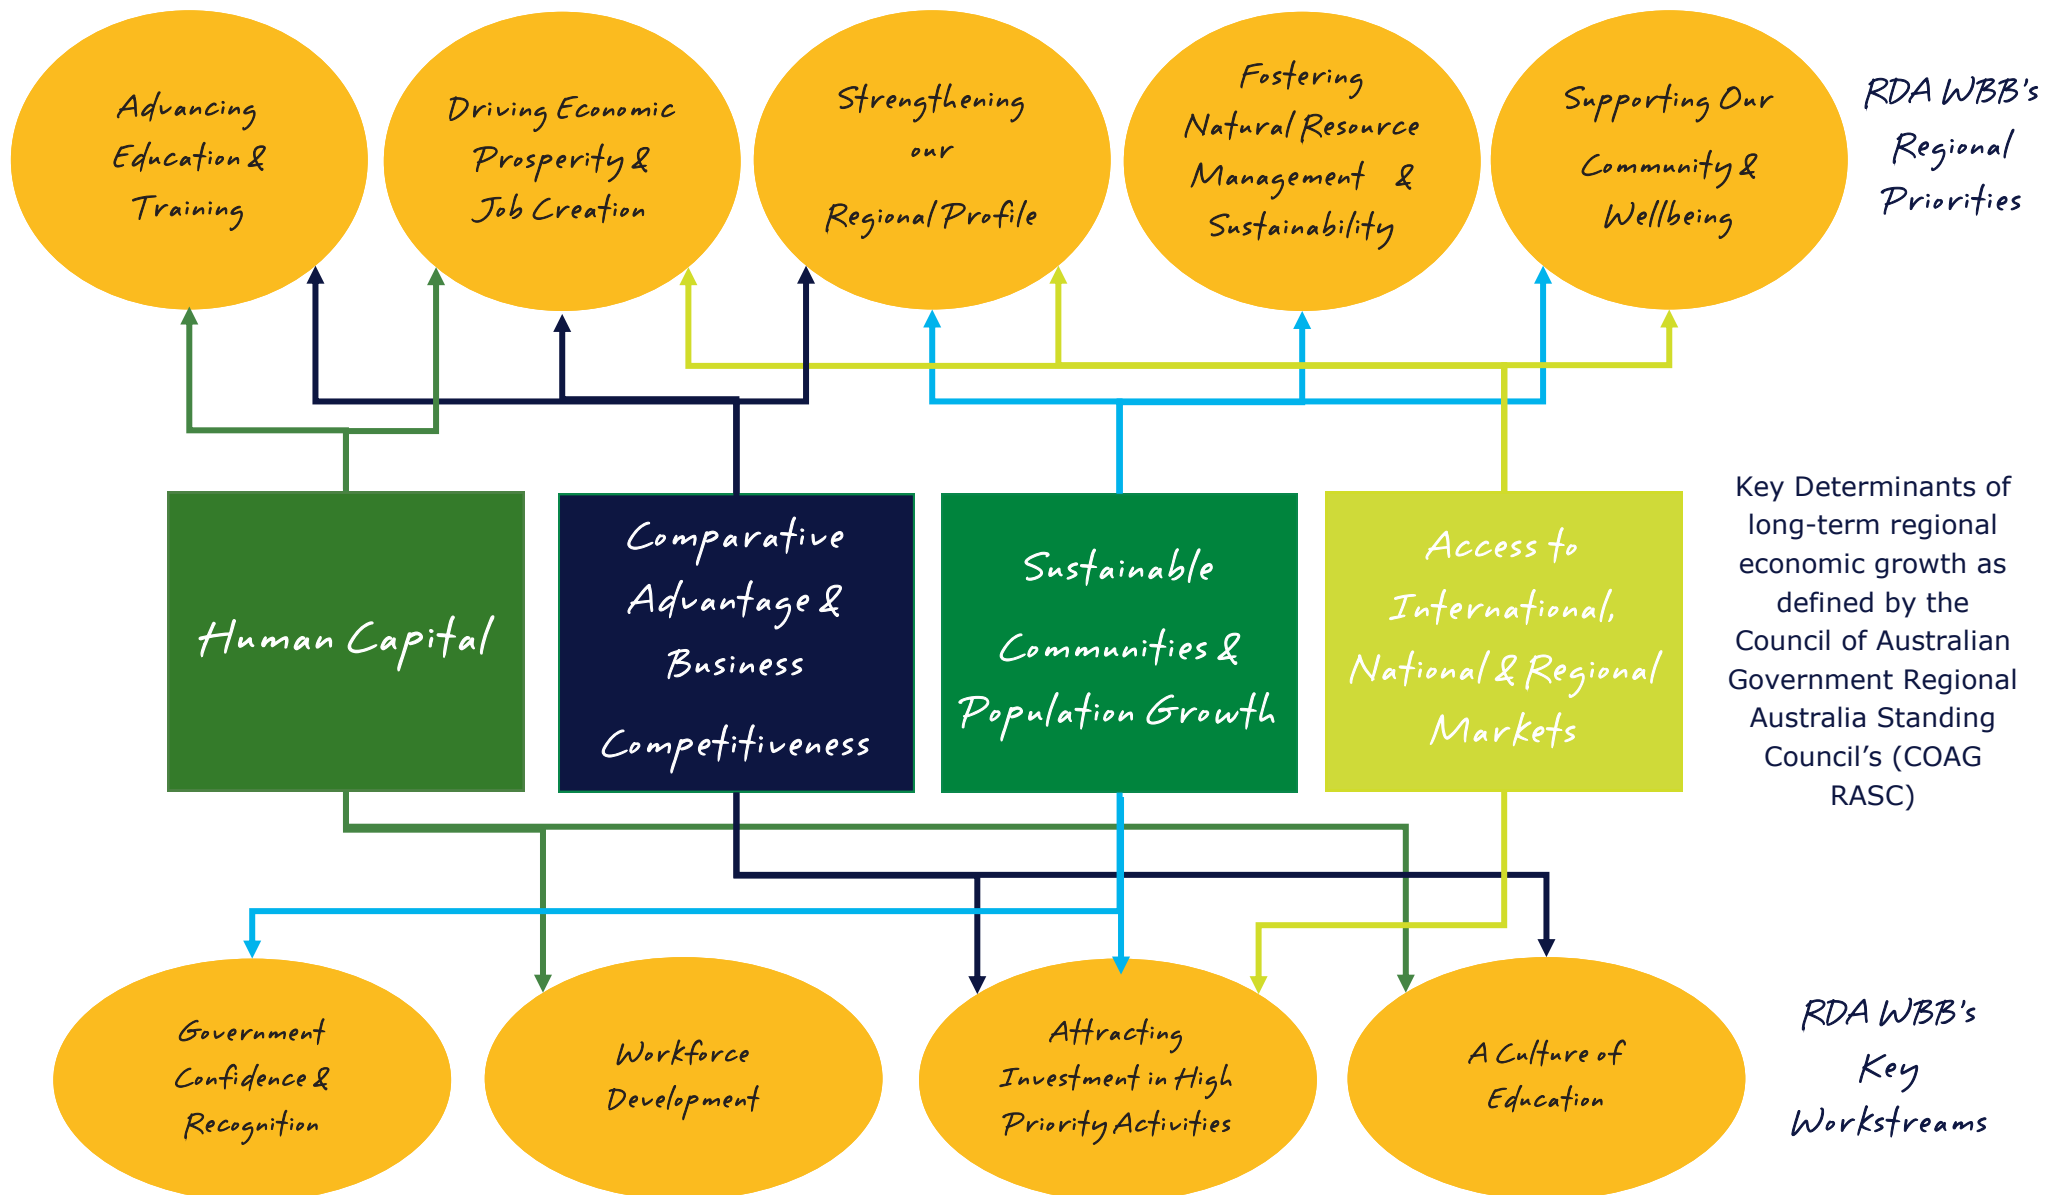 Advancing
Education &
Training
Driving Economic
Prosperity &
Job Creation
Strengthening
our
Regional Profile
Fostering
Natural Resource
Management &
Sustainability
Supporting Our
Community &
Wellbeing
RDA WBB's
Regional
Priorities
Human Capital
Comparative
Advantage &
Business
Competitiveness
Sustainable
Communities &
Population Growth
Access to
International,
National & Regional
Markets
Key Determinants of
long-term regional
economic growth as
defined by the
Council of Australian
Government Regional
Australia Standing
Council’s (COAG
RASC)
Government
Confidence &
Recognition
Workforce
Development
Attracting
Investment in High
Priority Activities
A Culture of
Education
RDA WBB's
Key
Workstreams